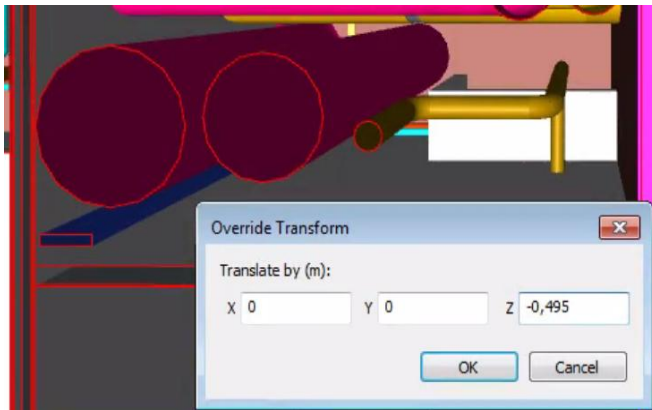 Override Transform
Translate by (m):
X 0 Y 0 Z -0,495
OK Cancel